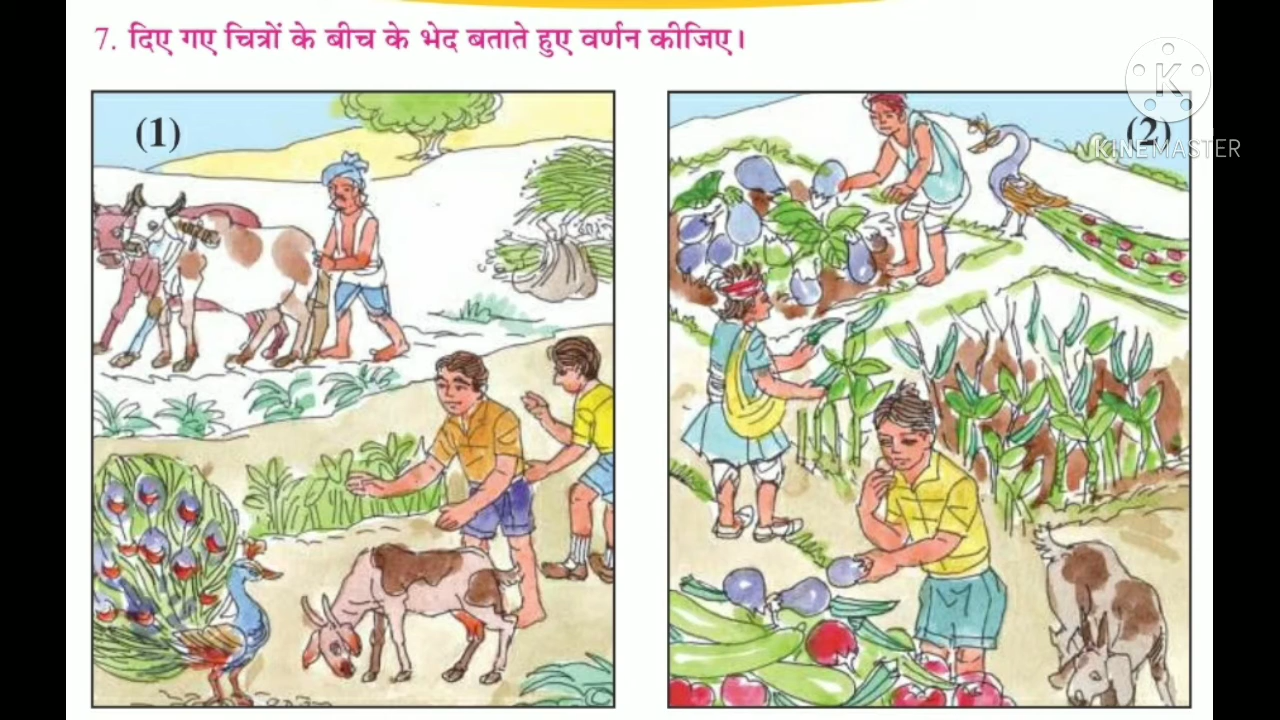 7. दिए गए चित्रों के बीच के भेद बताते हुए वर्णन कीजिए।
(1)
(2)
K
KINEMASTER